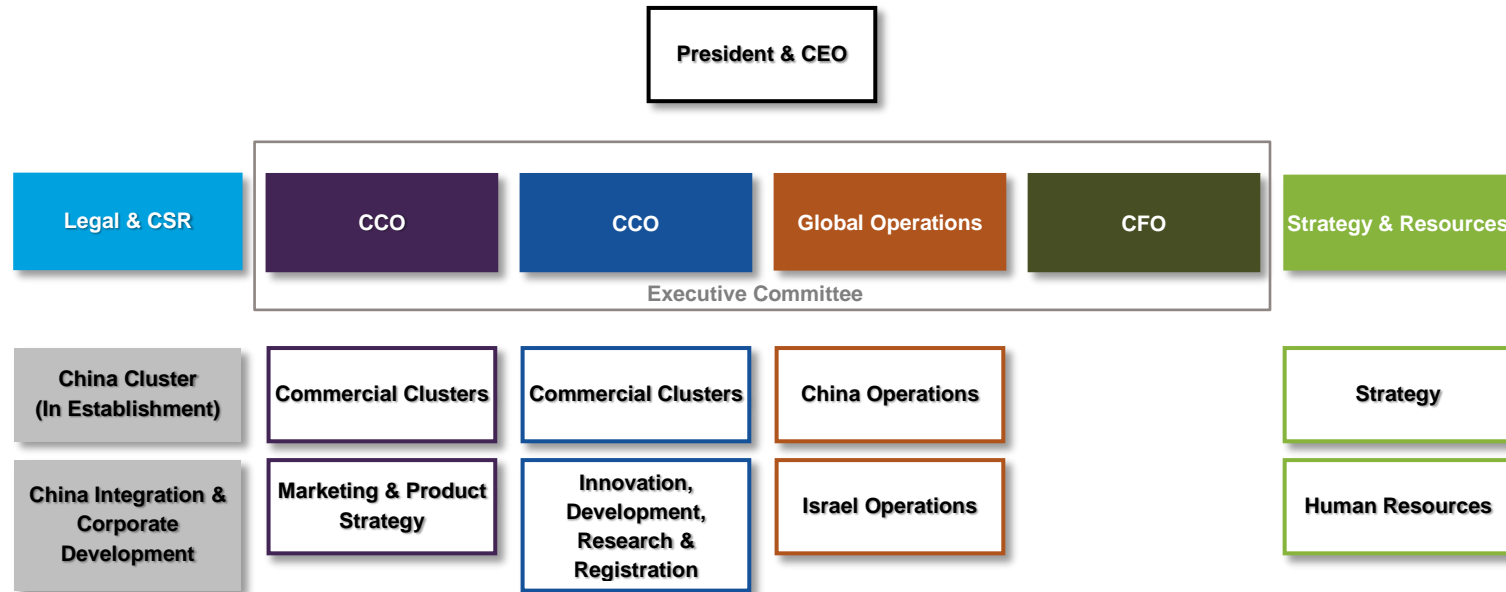 President & CEO
Legal & CSR
CCO
CCO
Global Operations
CFO
Strategy & Resources
Executive Committee
China Cluster
(In Establishment)
Commercial Clusters
Commercial Clusters
China Operations
Strategy
China Integration &
Corporate
Development
Marketing & Product
Strategy
Innovation,
Development,
Research &
Registration
Israel Operations
Human Resources